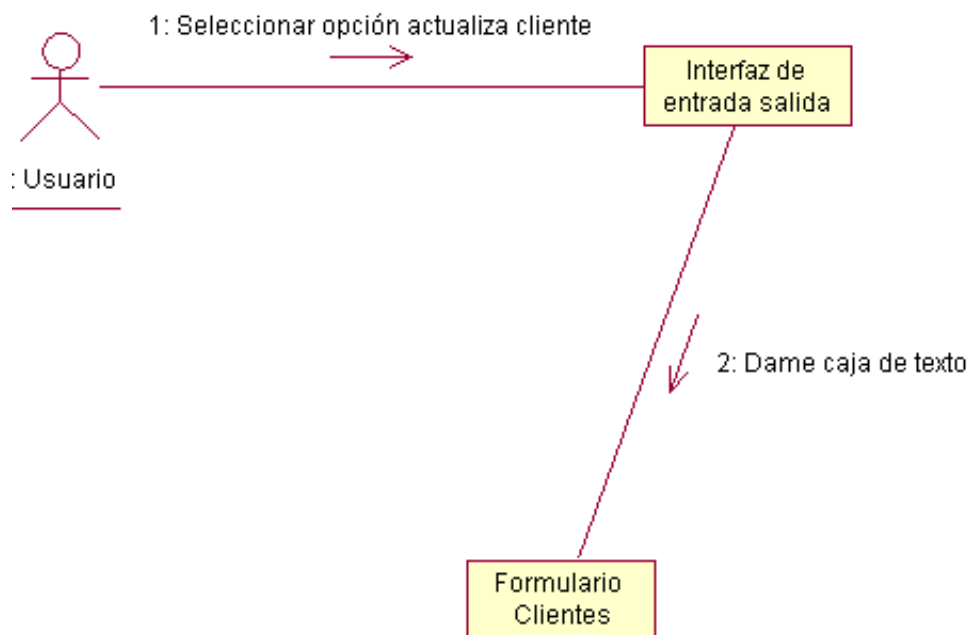 1: Seleccionar opción actualiza cliente
Interfaz de
entrada salida
: Usuario
2: Dame caja de texto
Formulario
Clientes